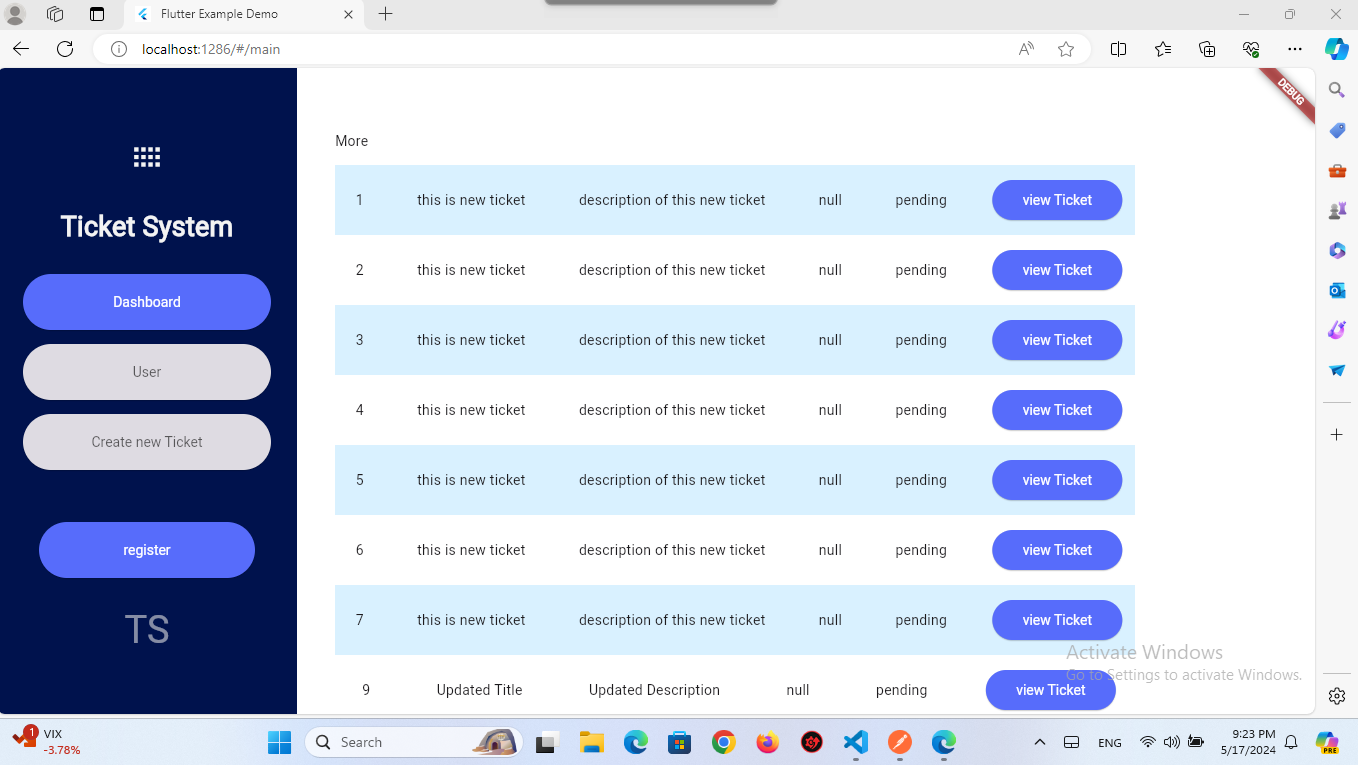 Flutter Example Demo
localhost:1286/#/main
DEBUG
Ticket System
Dashboard
User
Create new Ticket
register
TS
More
1 this is new ticket description of this new ticket null pending view Ticket
2 this is new ticket description of this new ticket null pending view Ticket
3 this is new ticket description of this new ticket null pending view Ticket
4 this is new ticket description of this new ticket null pending view Ticket
5 this is new ticket description of this new ticket null pending view Ticket
6 this is new ticket description of this new ticket null pending view Ticket
7 this is new ticket description of this new ticket null pending view Ticket
9 Updated Title Updated Description null pending view Ticket
Activate Windows
Go to Settings to activate Windows.
1
VIX
-3.78%
Search
ENG
9:23 PM
5/17/2024
PRE